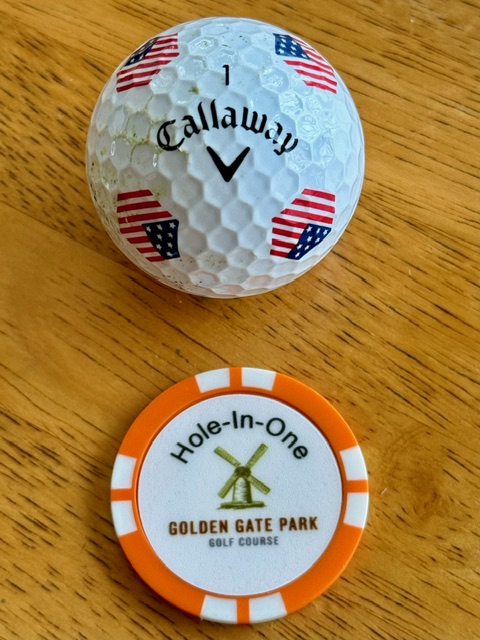 1
Callaway
Hole-In-One
GOLDEN GATE PARK
GOLF COURSE